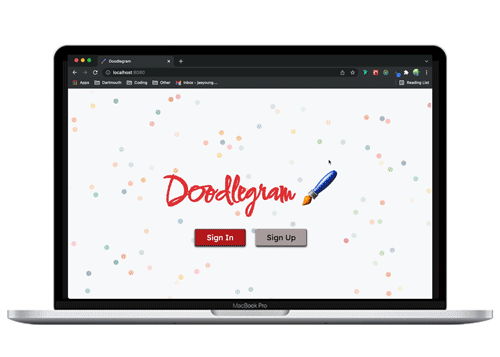 Doodlegram
localhost:8080
Apps Dartmouth Coding Other Inbox - jaeyoung... Reading List
Doodlegram
Sign In Sign Up
MacBook Pro